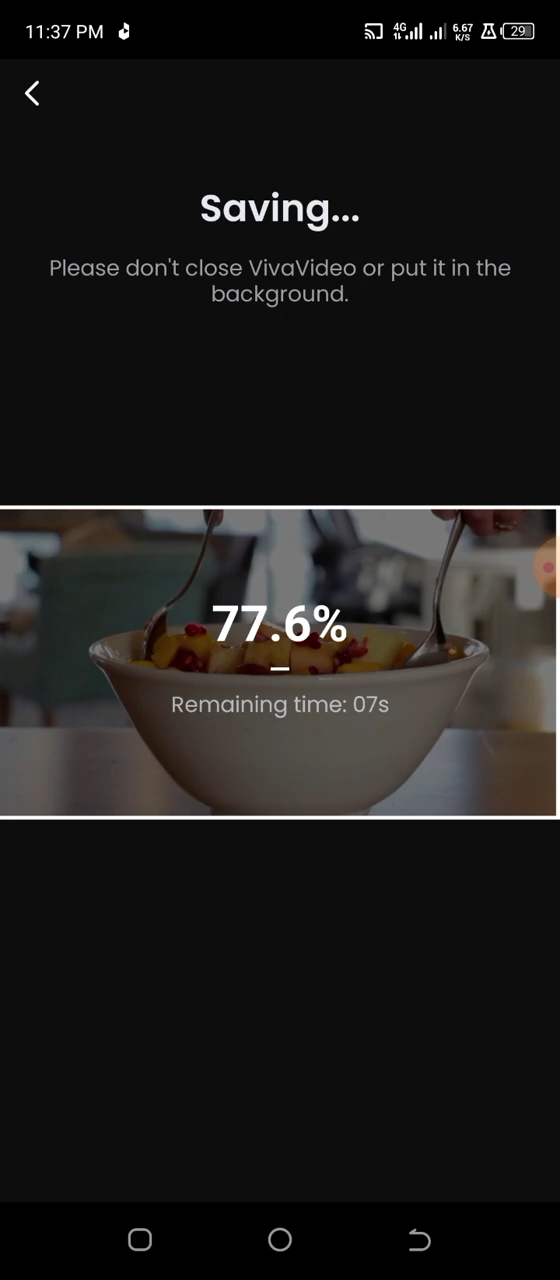 11:37 PM
4G
6.67
K/S
29
Saving...
Please don't close VivaVideo or put it in the
background.
77.6%
Remaining time: 07s